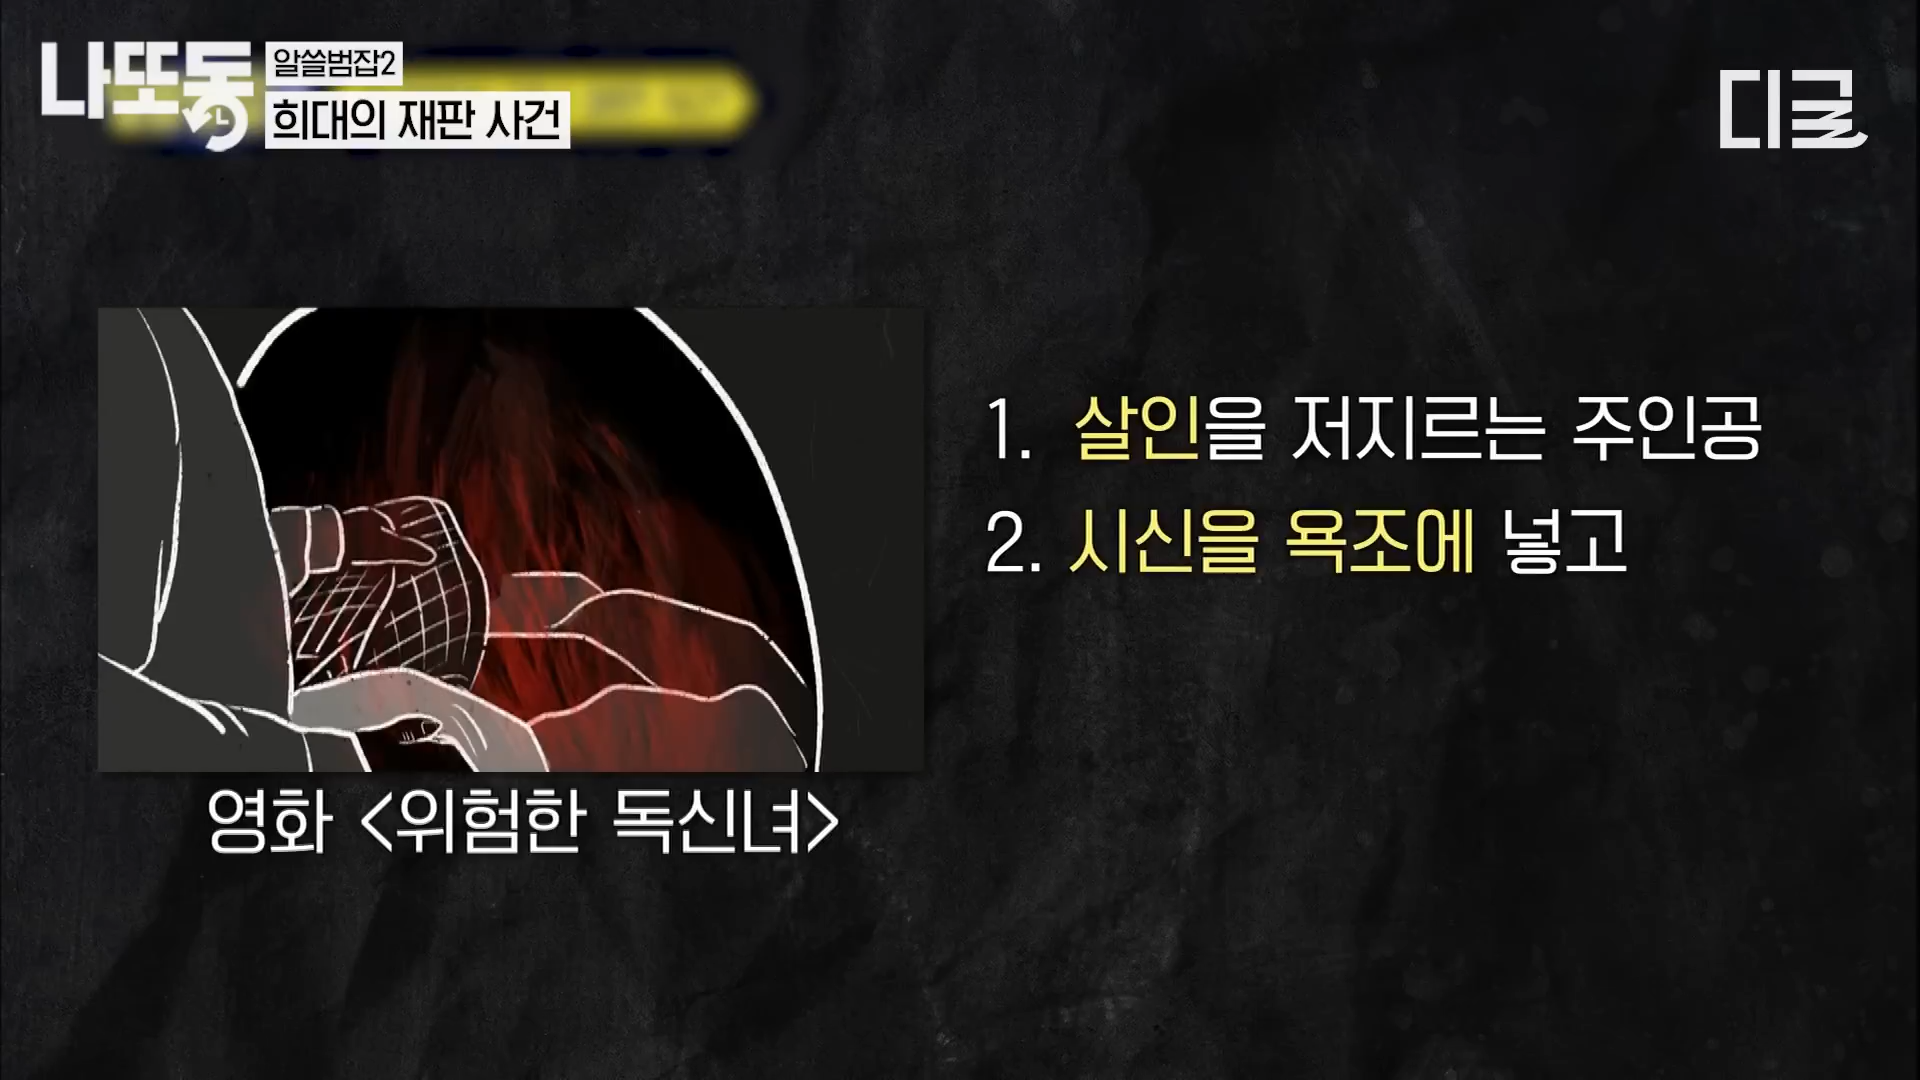 나또동
알쓸범잡2
희대의 재판 사건
디글
1. 살인을 저지르는 주인공
2. 시신을 욕조에 넣고
영화 <위험한 독신녀>